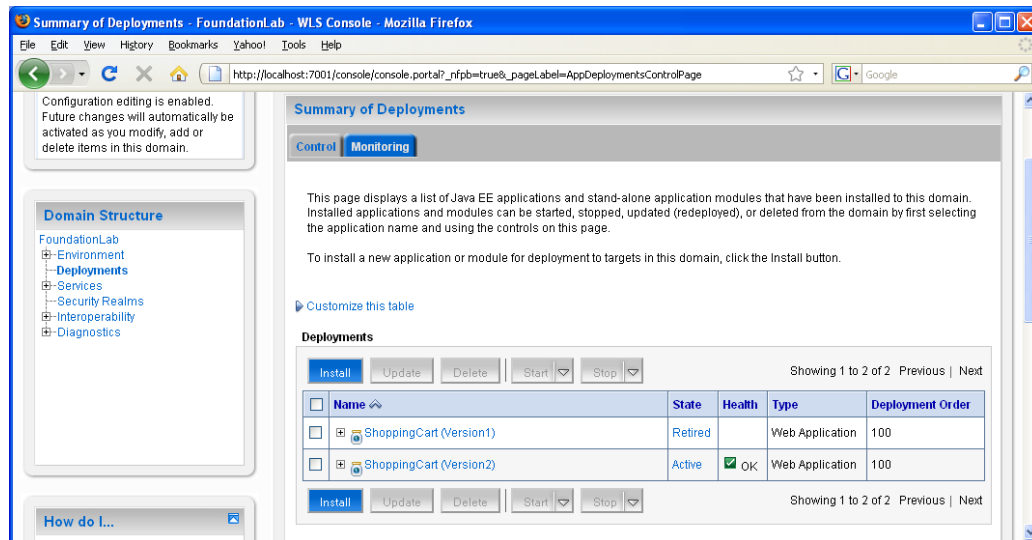 Summary of Deployments - FoundationLab - WLS Console - Mozilla Firefox
File Edit View History Bookmarks Yahoo! Tools Help
http://localhost:7001/console/console.portal?_nfpb=true&_pageLabel=AppDeploymentsControlPage
G Google
Configuration editing is enabled.
Future changes will automatically be
activated as you modify, add or
delete items in this domain.
Domain Structure
FoundationLab
Environment
Deployments
Services
Security Realms
Interoperability
Diagnostics
How do I...
Summary of Deployments
Control Monitoring
This page displays a list of Java EE applications and stand-alone application modules that have been installed to this domain.
Installed applications and modules can be started, stopped, updated (redeployed), or deleted from the domain by first selecting
the application name and using the controls on this page.
To install a new application or module for deployment to targets in this domain, click the Install button.
Customize this table
Deployments
Install Update Delete Start Stop Showing 1 to 2 of 2 Previous | Next
Name State Health Type Deployment Order
ShoppingCart (Version1) Retired Web Application 100
ShoppingCart (Version2) Active OK Web Application 100
Install Update Delete Start Stop Showing 1 to 2 of 2 Previous | Next